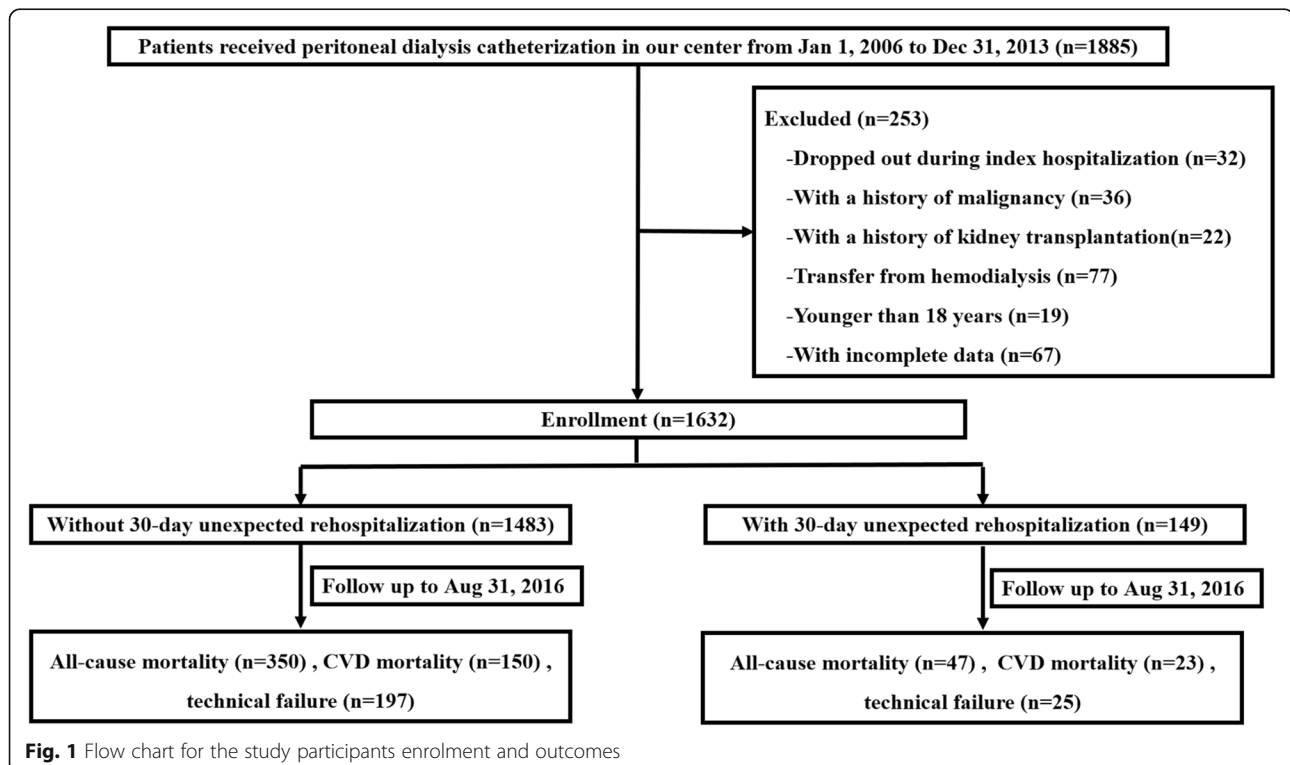 Patients received peritoneal dialysis catheterization in our center from Jan 1, 2006 to Dec 31, 2013 (n=1885)
Excluded (n=253)
-Dropped out during index hospitalization (n=32)
-With a history of malignancy (n=36)
-With a history of kidney transplantation(n=22)
-Transfer from hemodialysis (n=77)
-Younger than 18 years (n=19)
-With incomplete data (n=67)
Enrollment (n=1632)
Without 30-day unexpected rehospitalization (n=1483)
With 30-day unexpected rehospitalization (n=149)
Follow up to Aug 31, 2016
Follow up to Aug 31, 2016
All-cause mortality (n=350) , CVD mortality (n=150) ,
technical failure (n=197)
All-cause mortality (n=47) , CVD mortality (n=23) ,
technical failure (n=25)
Fig. 1 Flow chart for the study participants enrolment and outcomes